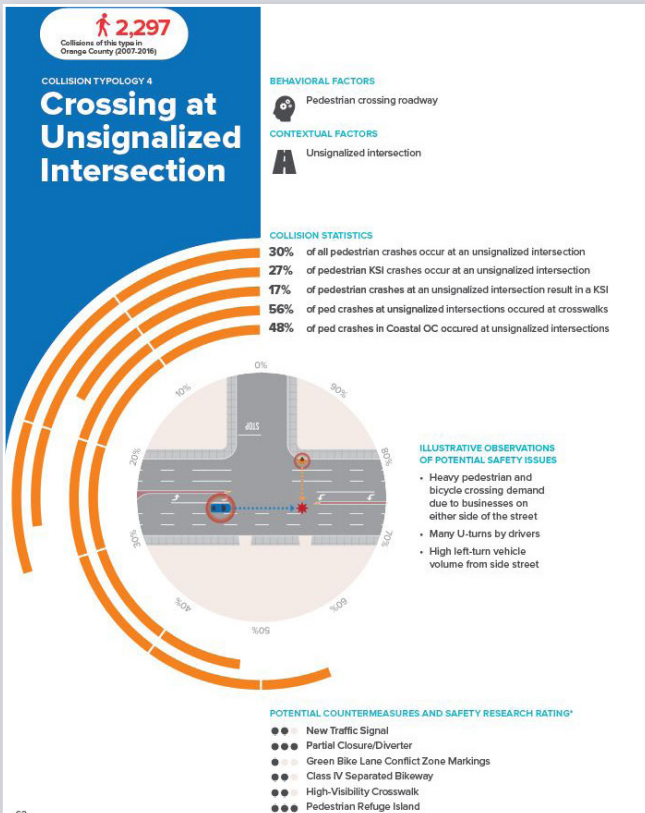 2,297
Collisions of this type in
Orange County (2007-2016)
COLLISION TYPOLOGY 4
Crossing at
Unsignalized
Intersection
BEHAVIORAL FACTORS
Pedestrian crossing roadway
CONTEXTUAL FACTORS
Unsignalized intersection
COLLISION STATISTICS
30% of all pedestrian crashes occur at an unsignalized intersection
27% of pedestrian KSI crashes occur at an unsignalized intersection
17% of pedestrian crashes at an unsignalized intersection result in a KSI
56% of ped crashes at unsignalized intersections occured at crosswalks
48% of ped crashes in Coastal OC occured at unsignalized intersections
0%
10%
20%
30%
40%
50%
60%
70%
80%
90%
STOP
ILLUSTRATIVE OBSERVATIONS
OF POTENTIAL SAFETY ISSUES
• Heavy pedestrian and
bicycle crossing demand
due to businesses on
either side of the street
• Many U-turns by drivers
• High left-turn vehicle
volume from side street
POTENTIAL COUNTERMEASURES AND SAFETY RESEARCH RATING*
New Traffic Signal
Partial Closure/Diverter
Green Bike Lane Conflict Zone Markings
Class IV Separated Bikeway
High-Visibility Crosswalk
Pedestrian Refuge Island